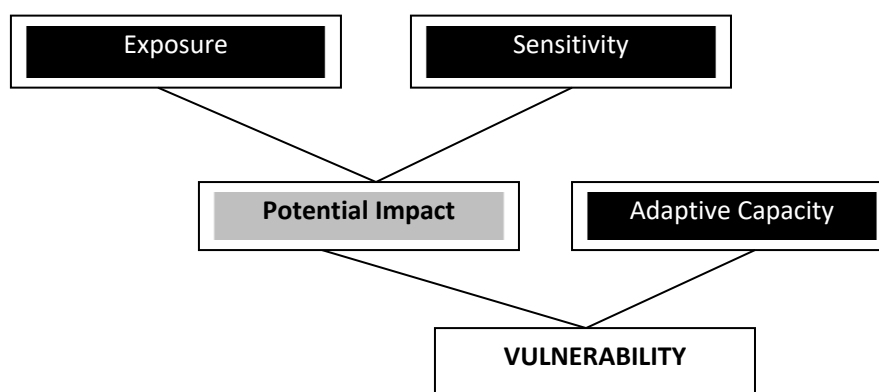 Exposure
Sensitivity
Potential Impact
Adaptive Capacity
VULNERABILITY